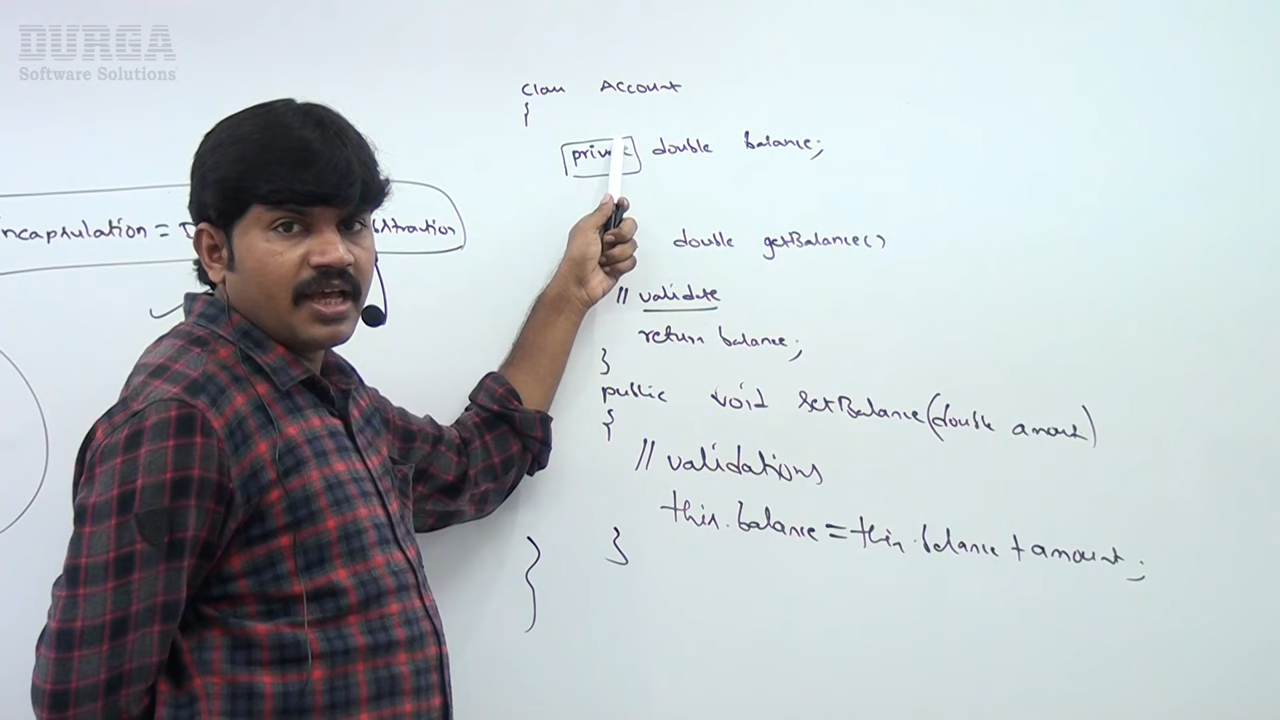 DURGA
Software Solutions
class Account
{
double balance;
ncapsulation =
double getBalance()
// validate
return balance;
}
public void setBalance(double amout)
{
// validations
this.balance = this.balance + amount;
}
}